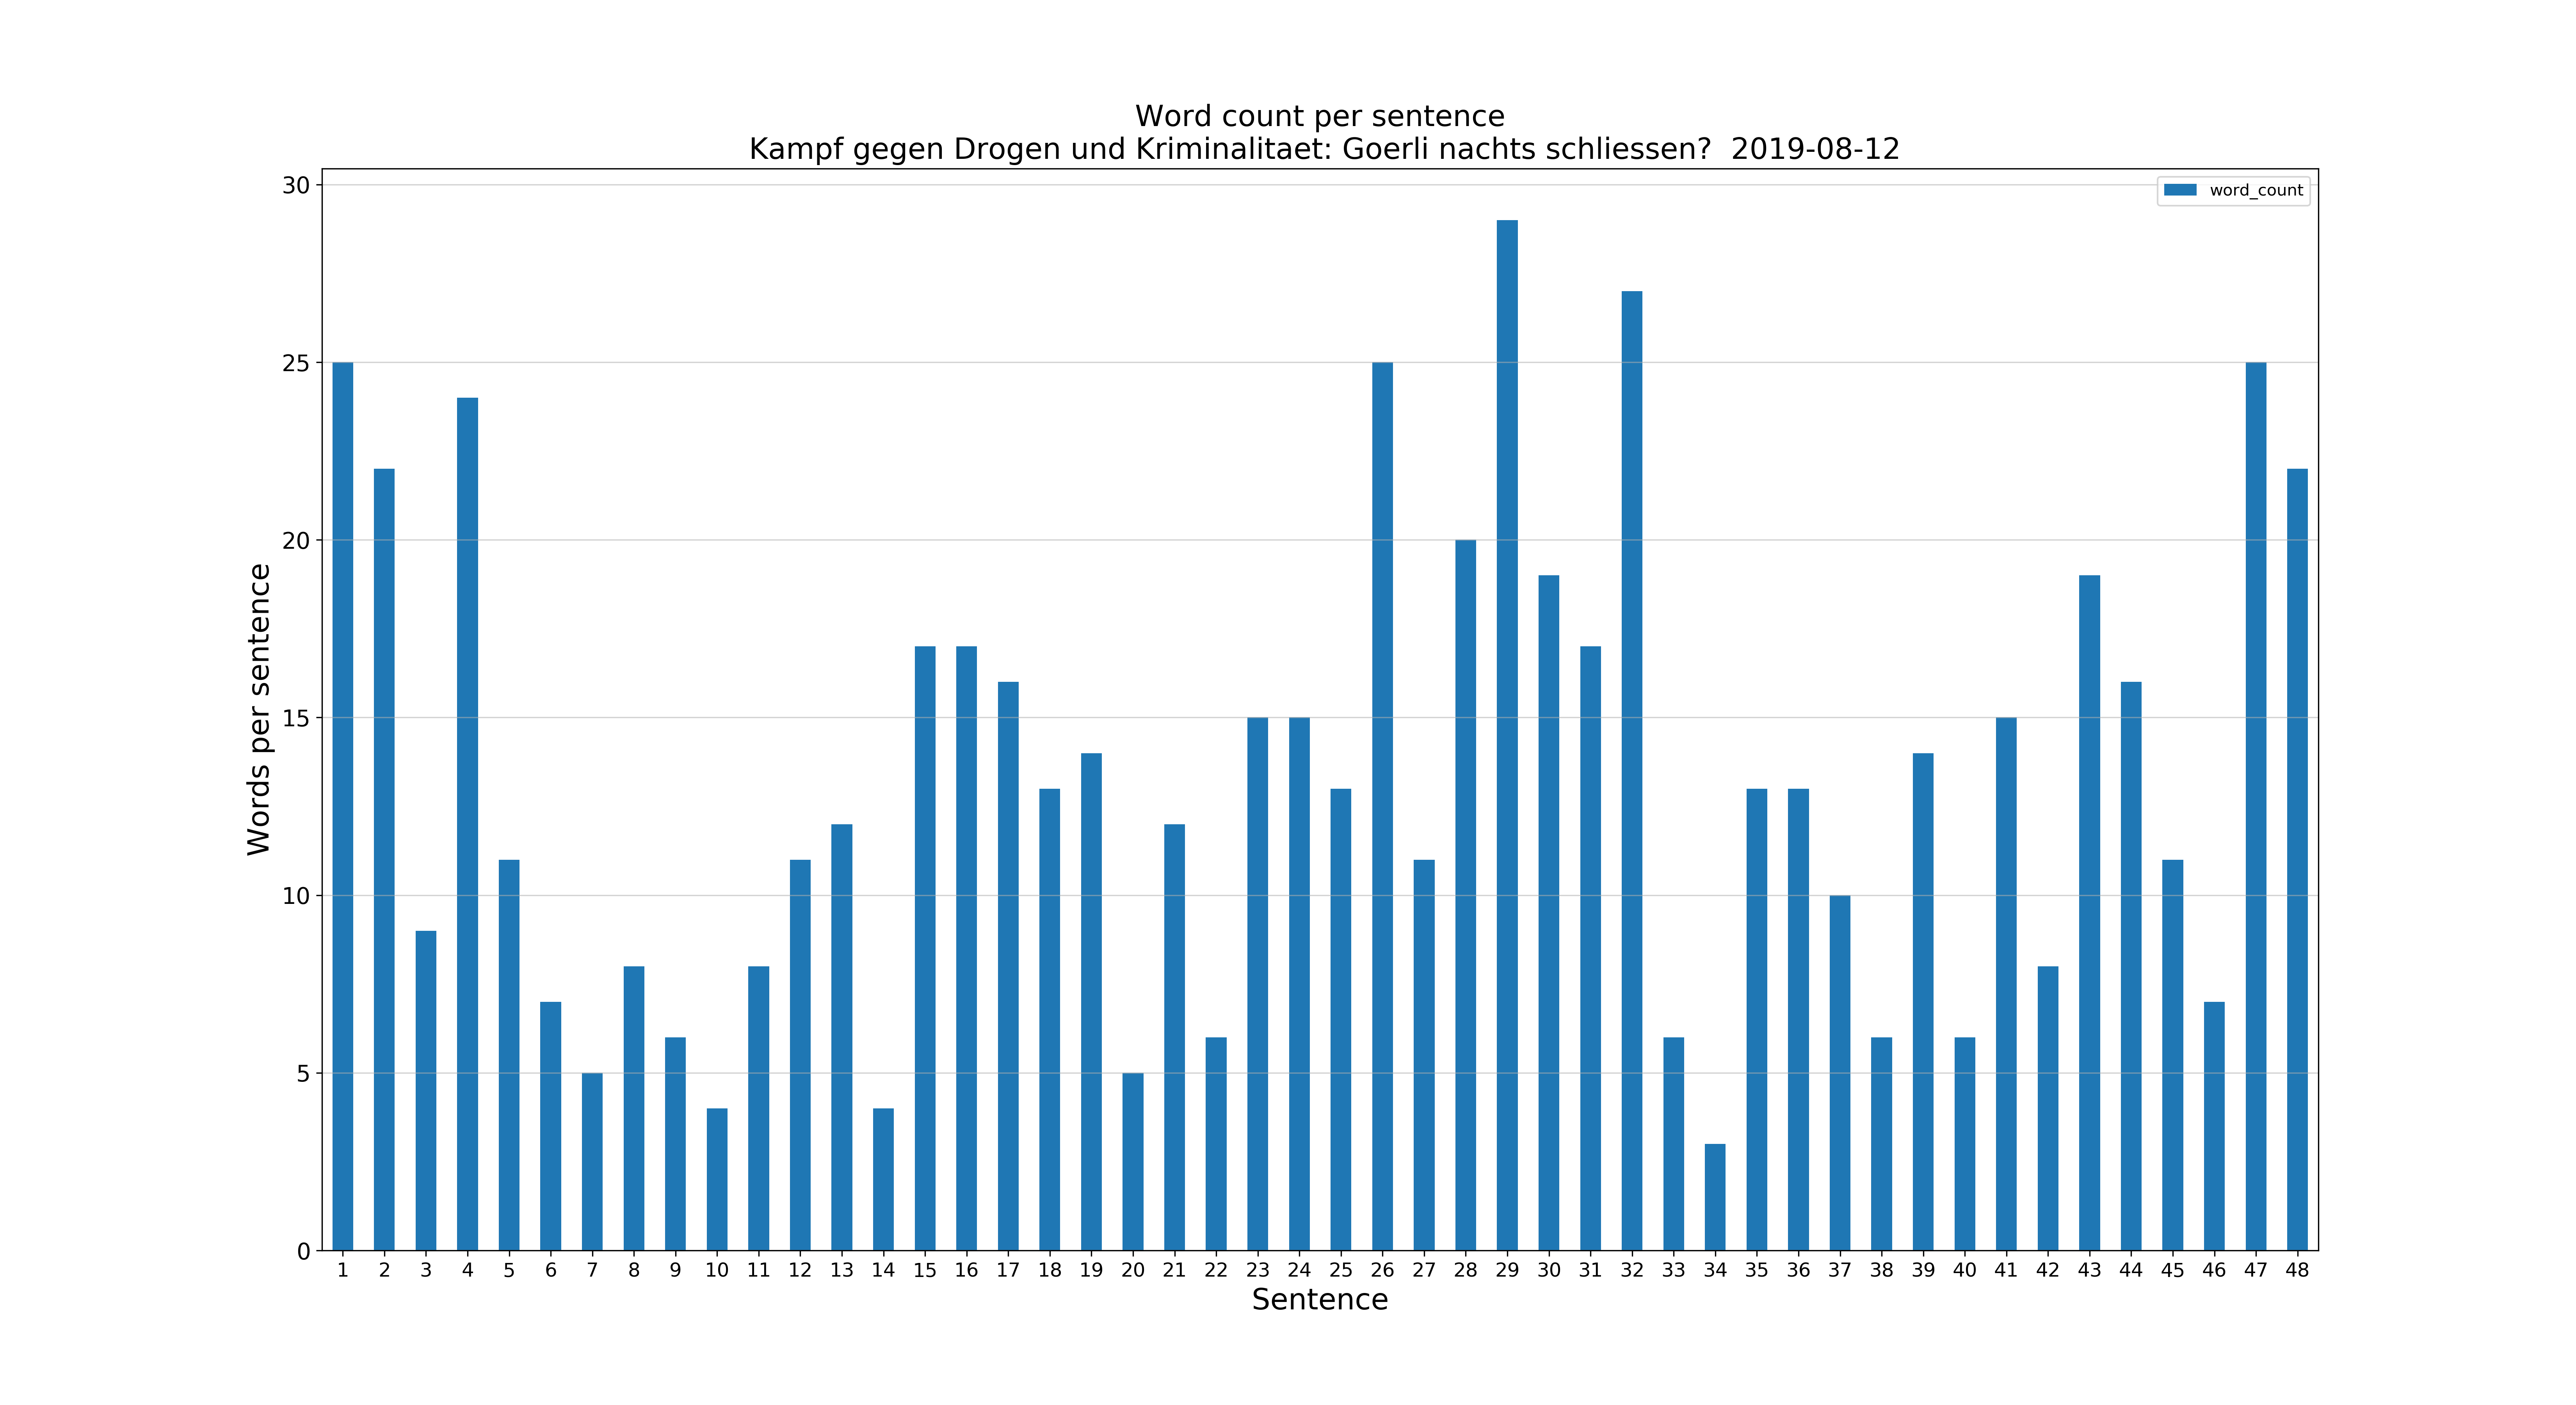 Word count per sentence
Kampf gegen Drogen und Kriminalitaet: Goerli nachts schliessen?  2019-08-12
word_count
30
25
20
15
10
5
0
Words per sentence
1 2 3 4 5 6 7 8 9 10 11 12 13 14 15 16 17 18 19 20 21 22 23 24 25 26 27 28 29 30 31 32 33 34 35 36 37 38 39 40 41 42 43 44 45 46 47 48
Sentence